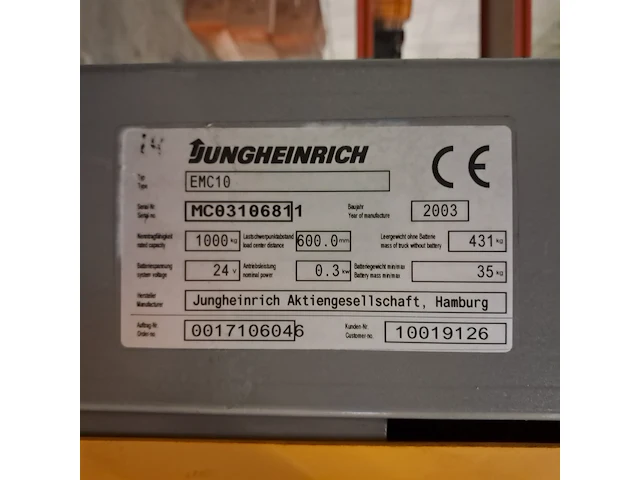 JUNGHEINRICH CE
Typ
Type EMC10
Serial Nr.
Serial no. MC03106811 Baujahr
Year of manufacture 2003
Nenntragfähigkeit
rated capacity 1000 kg Lastschwerpunktabstand
load center distance 600.0 mm Leergewicht ohne Batterie
mass of truck without battery 431 kg
Batteriespannung
system voltage 24 V Antriebsleistung
nominal power 0.3 kw Batteriegewicht min/max
Battery mass min/max 35 kg
Hersteller
Manufacturer Jungheinrich Aktiengesellschaft, Hamburg
Auftrag Nr.
Order no. 0017106046 Kunden Nr.
Customer no. 10019126